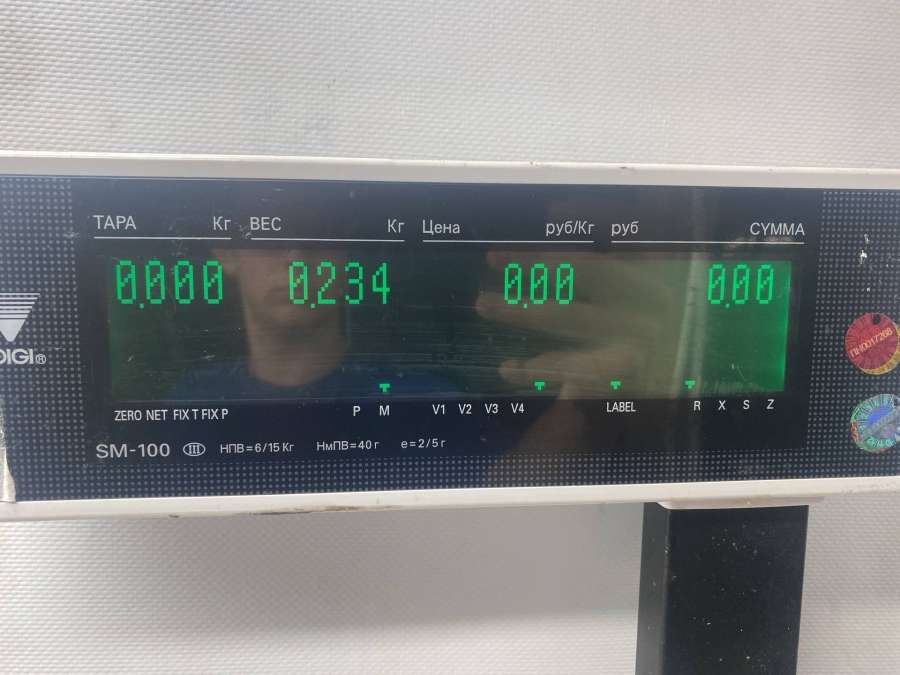 ТАРА Кг ВЕС Кг Цена руб/Кг руб СУММА
0.000 0.234 0.00 0.00
DIGI®
ZERO NET FIX T FIX P P M V1 V2 V3 V4 LABEL R X S Z
SM-100 III НПВ=6/15 Кг НмПВ=40 г е=2/5 г